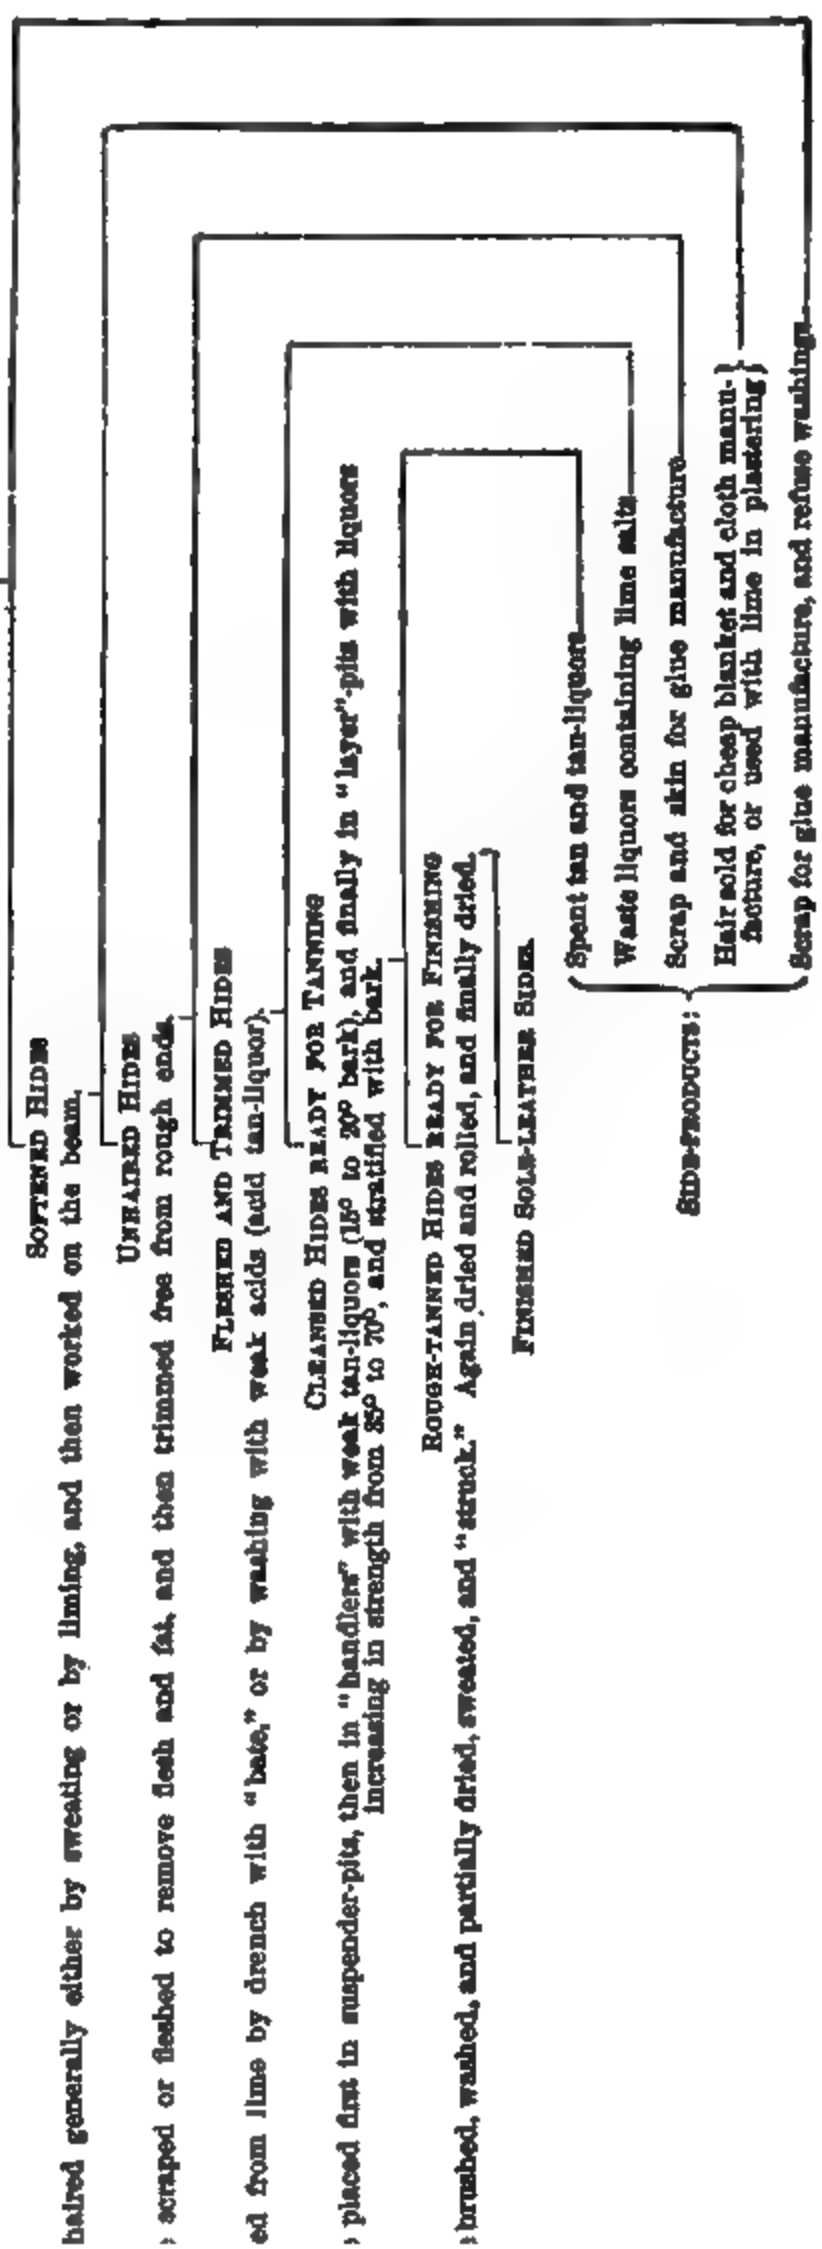 SOFTENED HIDES
haired generally either by sweating or by liming, and then worked on the beam.
UNHAIRED HIDES
scraped or fleshed to remove flesh and fat, and then trimmed free from rough ends.
FLESHED AND TRIMMED HIDES
ed from lime by drench with “bate,” or by washing with weak acids (acid tan-liquor).
CLEANSED HIDES READY FOR TANNING
placed first in suspender-pits, then in “handlers” with weak tan-liquors (15° to 20° bark), and finally in “layer”-pits with liquors
increasing in strength from 35° to 70°, and stratified with bark.
ROUGH-TANNED HIDES READY FOR FINISHING
brushed, washed, and partially dried, sweated, and “struck.” Again dried and rolled, and finally dried.
FINISHED SOLE-LEATHER SIDES.
SIDE-PRODUCTS:
Spent tan and tan-liquors
Waste liquors containing lime salts
Scrap and skin for glue manufacture
Hair sold for cheap blanket and cloth manu-
facture, or used with lime in plastering
Scrap for glue manufacture, and refuse washings